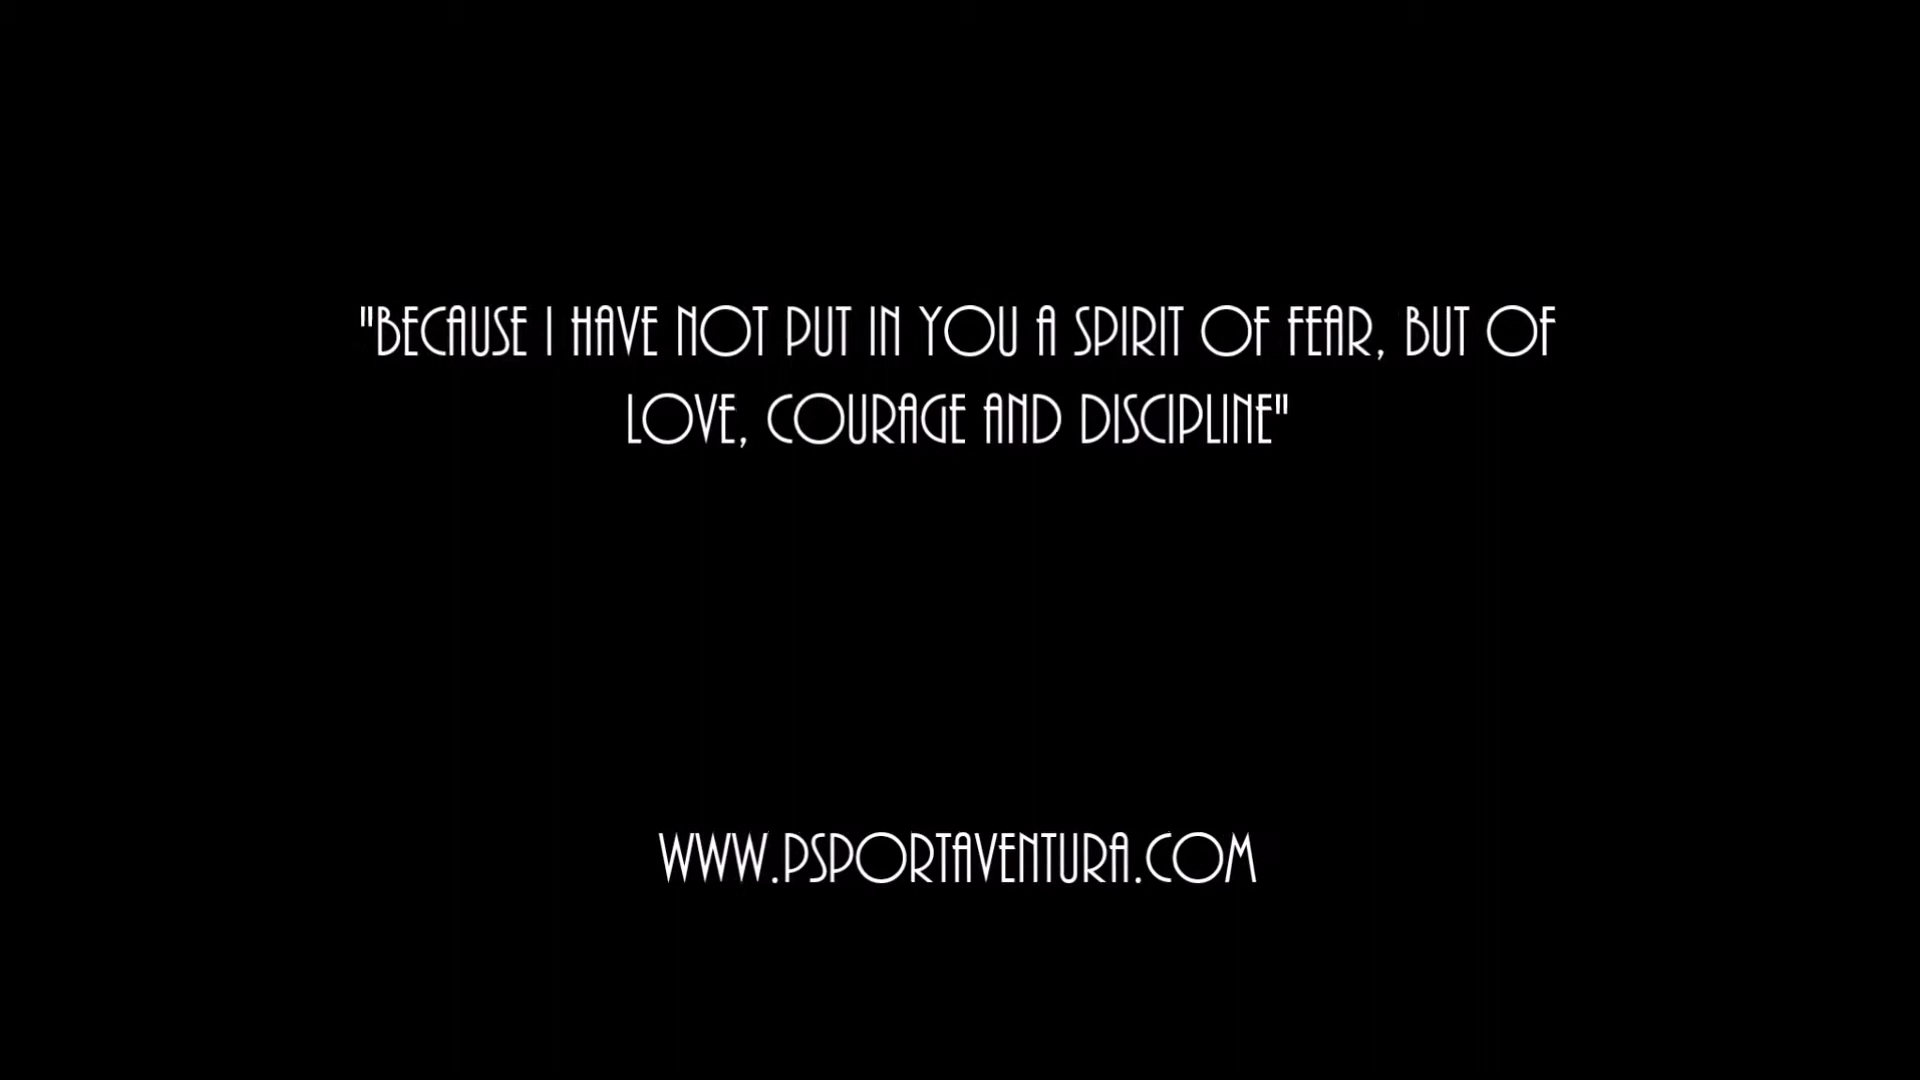 "BECAUSE I HAVE NOT PUT IN YOU A SPIRIT OF FEAR, BUT OF
LOVE, COURAGE AND DISCIPLINE"
WWW.PSPORTAVENTURA.COM